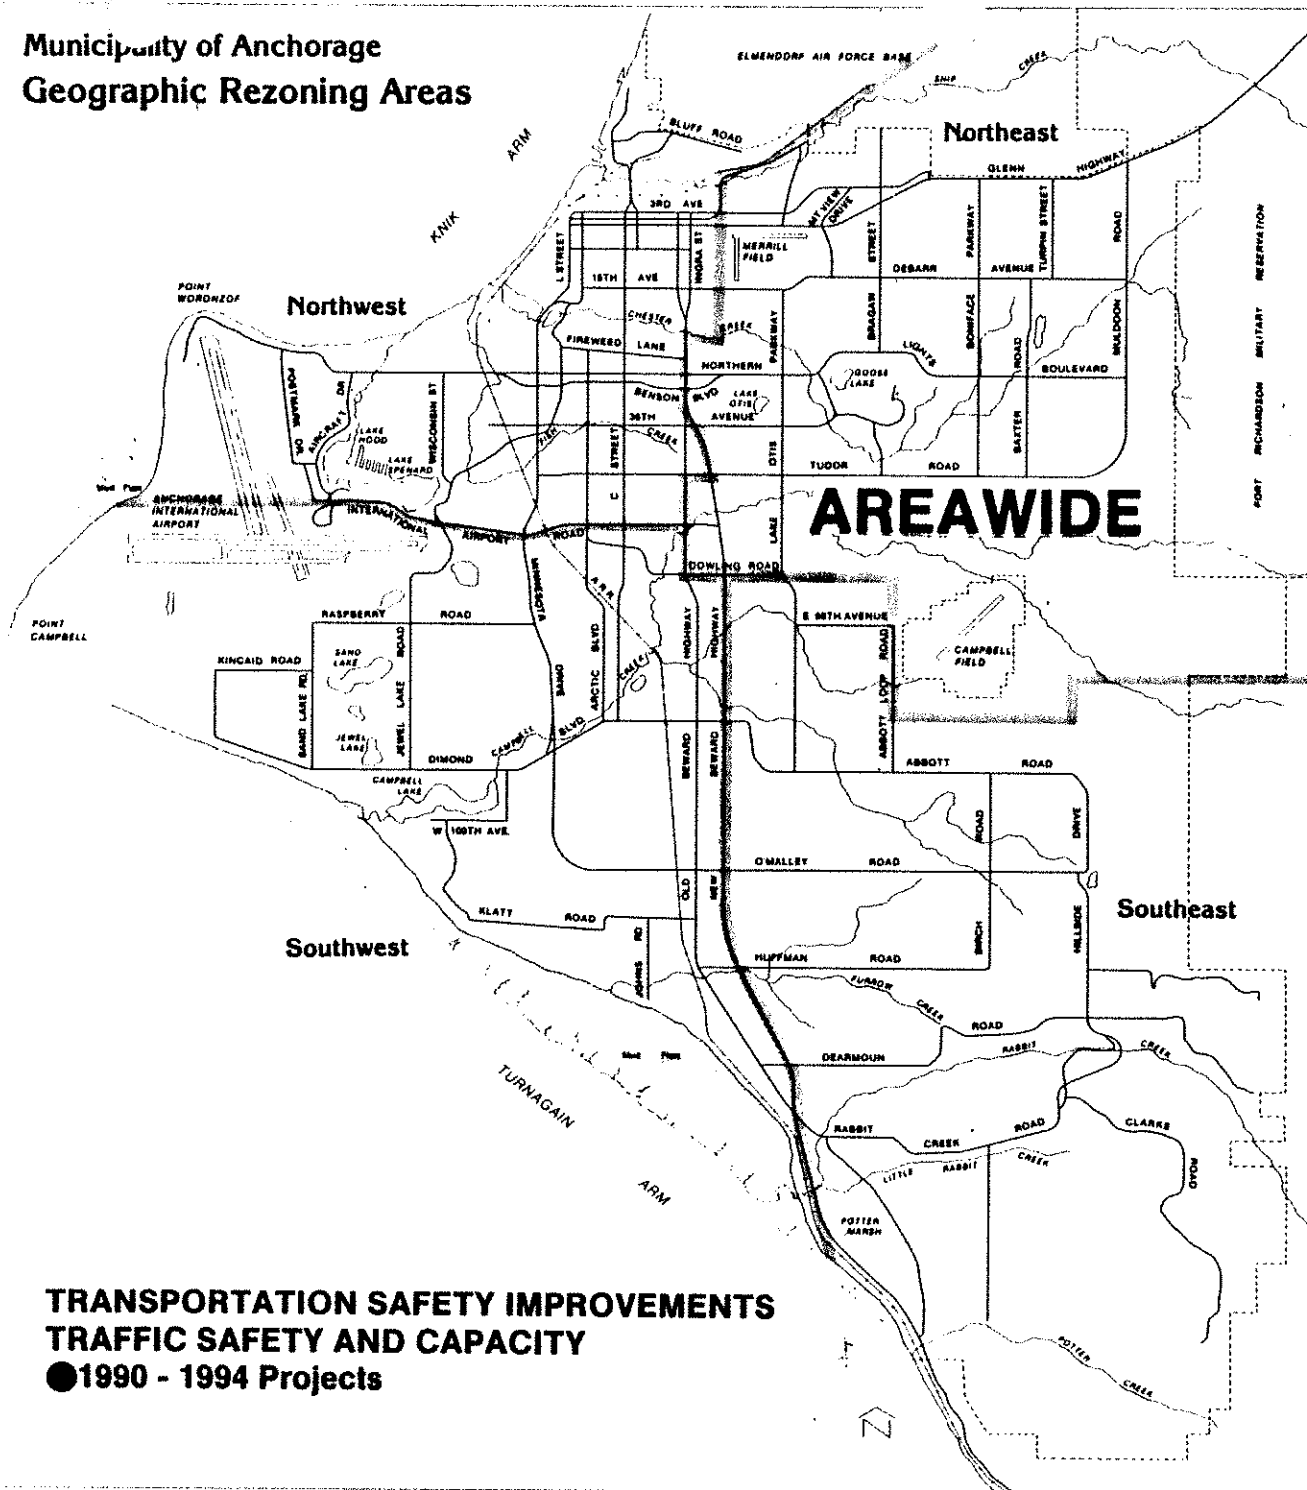 Municipality of Anchorage
Geographic Rezoning Areas
ELMENDORF AIR FORCE BASE
SHIP
CREEK
BLUFF ROAD
Northeast
GLENN
HIGHWAY
KNIK
ARM
3RD AVE
MT VIEW
DRIVE
L STREET
INGRA ST
MERRILL
FIELD
15TH AVE
BRAGAW
STREET
DEBARR
AVENUE
BONIFACE
PARKWAY
TURPIN STREET
MULDOON
ROAD
FORT RICHARDSON MILITARY RESERVATION
POINT
WORONZOF
Northwest
CHESTER
CREEK
FIREWEED LANE
NORTHERN
LIGHTS
BOULEVARD
BENSON BLVD
LAKE
OTIS
GOOSE
LAKE
36TH
AVENUE
LAKE
OTIS
PARKWAY
BAXTER
ROAD
POSTMARK DR.
AIRCRAFT DR
WISCONSIN ST
LAKE
HOOD
LAKE
SPENARD
FISH
CREEK
C
STREET
TUDOR
ROAD
AREAWIDE
ANCHORAGE
INTERNATIONAL
AIRPORT
INTERNATIONAL
AIRPORT
ROAD
DOWLING ROAD
POINT
CAMPBELL
MINNESOTA
ARR
RASPBERRY
ROAD
E 68TH AVENUE
CAMPBELL
FIELD
KINCAID ROAD
SAND
LAKE
SAND LAKE RD.
JEWEL LAKE ROAD
JEWEL
LAKE
ARCTIC BLVD
CAMPBELL
CREEK
OLD
SEWARD
HIGHWAY
NEW
SEWARD
HIGHWAY
ABBOTT LOOP ROAD
DIMOND
BLVD
ABBOTT
ROAD
CAMPBELL
LAKE
W 100TH AVE.
BIRCH
ROAD
HILLSIDE
DRIVE
O'MALLEY
ROAD
KLATT
ROAD
Southeast
Southwest
JOHNS RD
HUFFMAN
ROAD
FURROW
CREEK
ROAD
RABBIT
CREEK
DEARMOUN
TURNAGAIN
ARM
RABBIT
CREEK
ROAD
CLARKE
ROAD
LITTLE RABBIT CREEK
POTTER
MARSH
TRANSPORTATION SAFETY IMPROVEMENTS
TRAFFIC SAFETY AND CAPACITY
●1990 - 1994 Projects
POTTER
CREEK